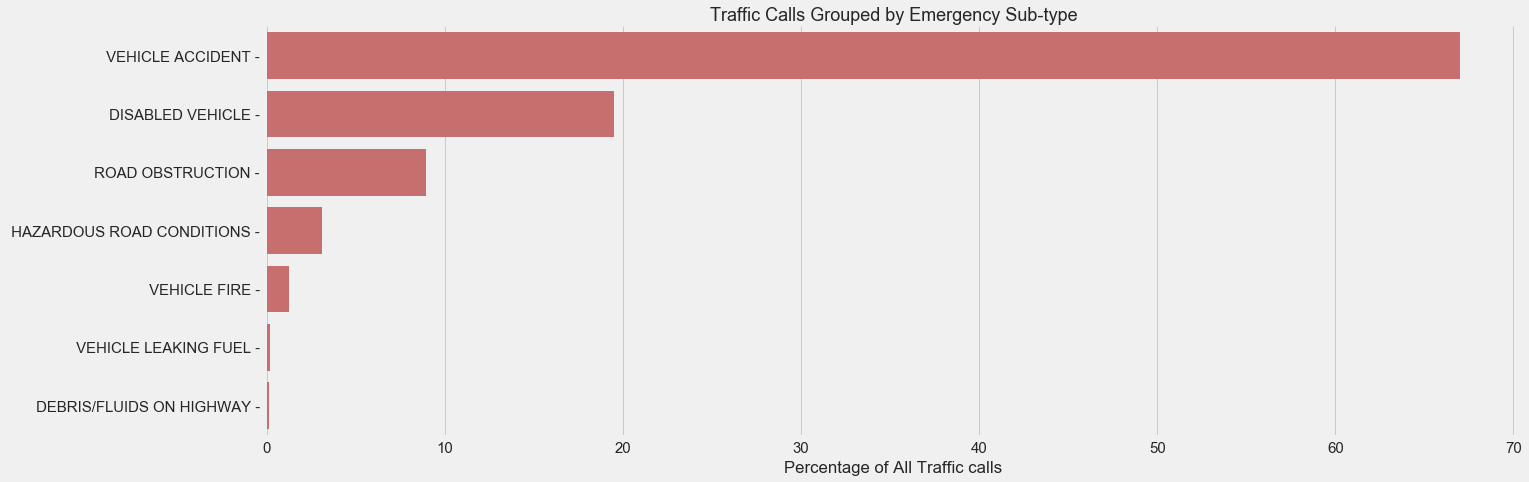 Traffic Calls Grouped by Emergency Sub-type
VEHICLE ACCIDENT -
DISABLED VEHICLE -
ROAD OBSTRUCTION -
HAZARDOUS ROAD CONDITIONS -
VEHICLE FIRE -
VEHICLE LEAKING FUEL -
DEBRIS/FLUIDS ON HIGHWAY -
0 10 20 30 40 50 60 70
Percentage of All Traffic calls